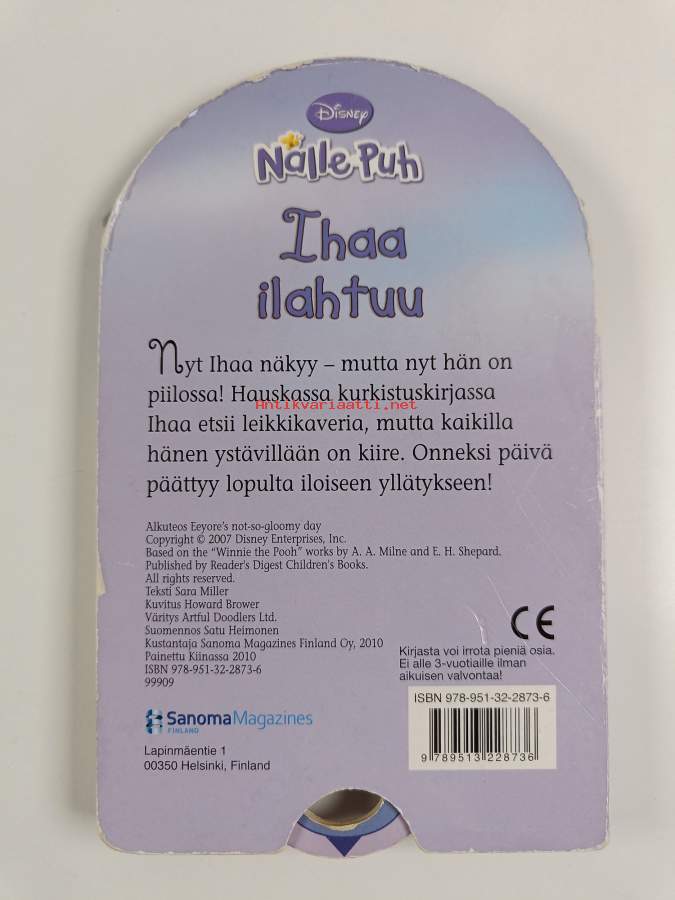 Disney
Nalle Puh
Ihaa
ilahtuu
Nyt Ihaa näkyy – mutta nyt hän on
piilossa! Hauskassa kurkistuskirjassa
Antikvariaatti.net
Ihaa etsii leikkikaveria, mutta kaikilla
hänen ystävillään on kiire. Onneksi päivä
päättyy lopulta iloiseen yllätykseen!
Alkuteos Eeyore's not-so-gloomy day
Copyright © 2007 Disney Enterprises, Inc.
Based on the "Winnie the Pooh" works by A. A. Milne and E. H. Shepard.
Published by Reader's Digest Children's Books.
All rights reserved.
Teksti Sara Miller
Kuvitus Howard Brower
Väritys Artful Doodlers Ltd.
Suomennos Satu Heimonen
Kustantaja Sanoma Magazines Finland Oy, 2010
Painettu Kiinassa 2010
ISBN 978-951-32-2873-6
99909
CE
Kirjasta voi irrota pieniä osia.
Ei alle 3-vuotiaille ilman
aikuisen valvontaa!
ISBN 978-951-32-2873-6
9 789513 228736
SanomaMagazines
FINLAND
Lapinmäentie 1
00350 Helsinki, Finland